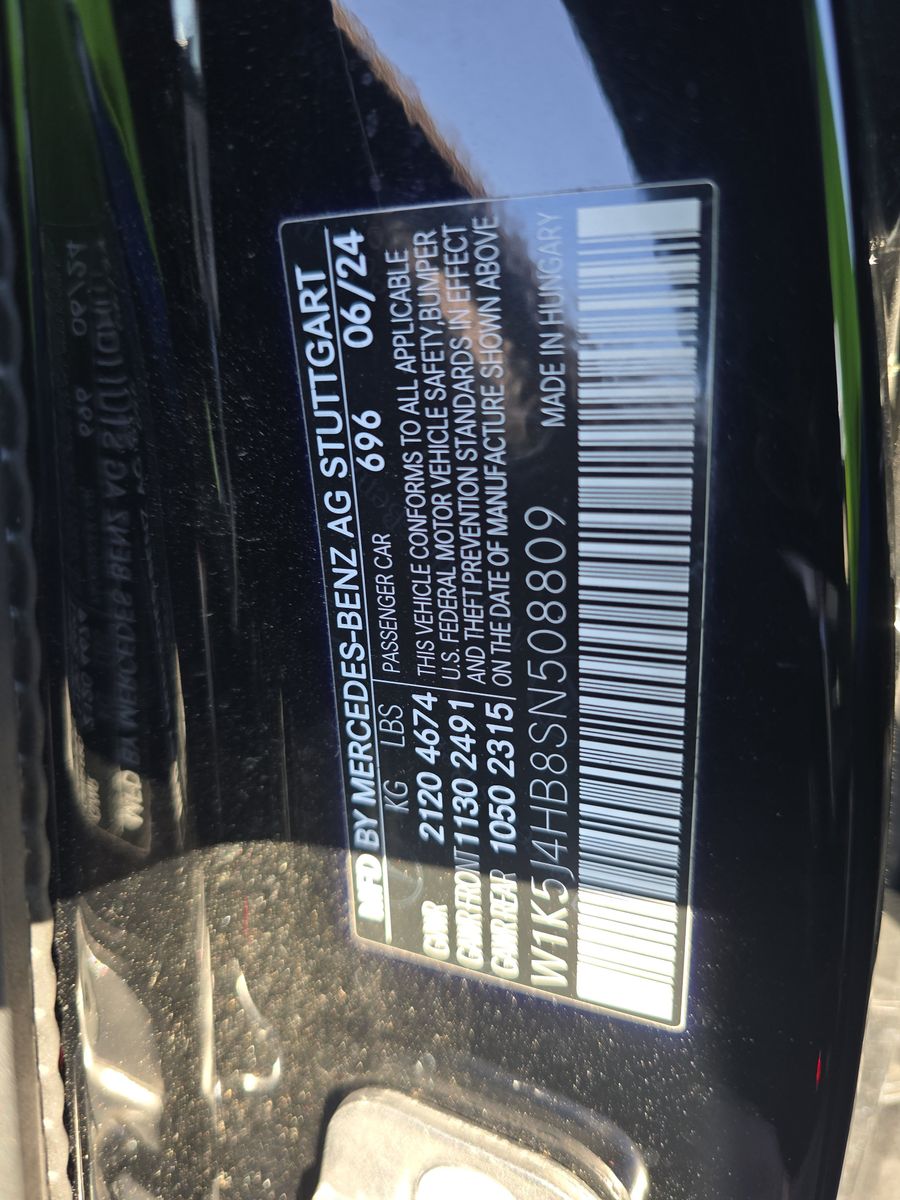 MFD BY MERCEDES-BENZ AG STUTTGART
696 06/24
KG LBS
GVWR 2120 4674
GAWR FRONT 1130 2491
GAWR REAR 1050 2315
PASSENGER CAR
THIS VEHICLE CONFORMS TO ALL APPLICABLE
U.S. FEDERAL MOTOR VEHICLE SAFETY,BUMPER
AND THEFT PREVENTION STANDARDS IN EFFECT
ON THE DATE OF MANUFACTURE SHOWN ABOVE
W1K5J4HB8SN508809
MADE IN HUNGARY